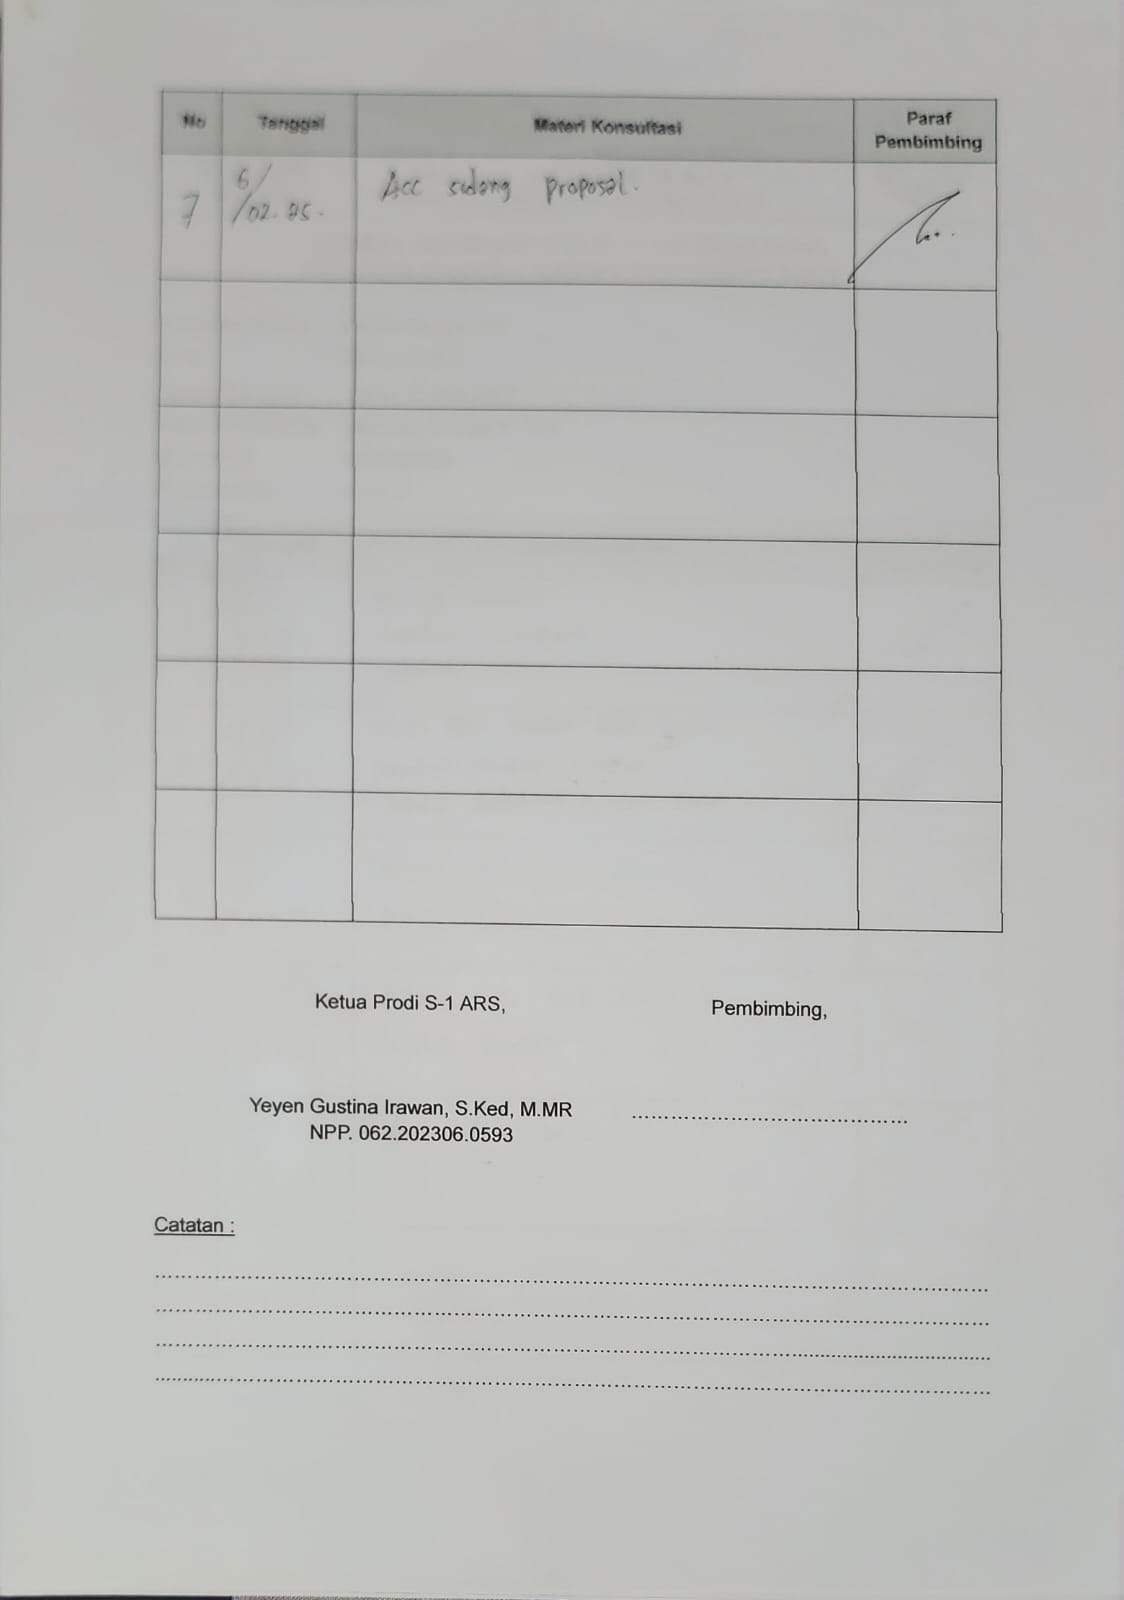 No Tanggal Materi Konsultasi Paraf
Pembimbing
7 6/ Acc sidang proposal.
/02.25.
Ketua Prodi S-1 ARS, Pembimbing,
Yeyen Gustina Irawan, S.Ked, M.MR ....................................................
NPP. 062.202306.0593
Catatan :